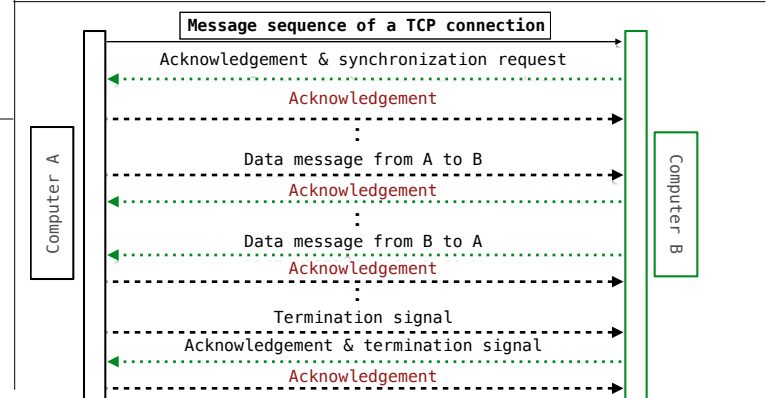 Message sequence of a TCP connection
Acknowledgement & synchronization request
Acknowledgement
Data message from A to B
Acknowledgement
Data message from B to A
Acknowledgement
Termination signal
Acknowledgement & termination signal
Acknowledgement
Computer A
Computer B